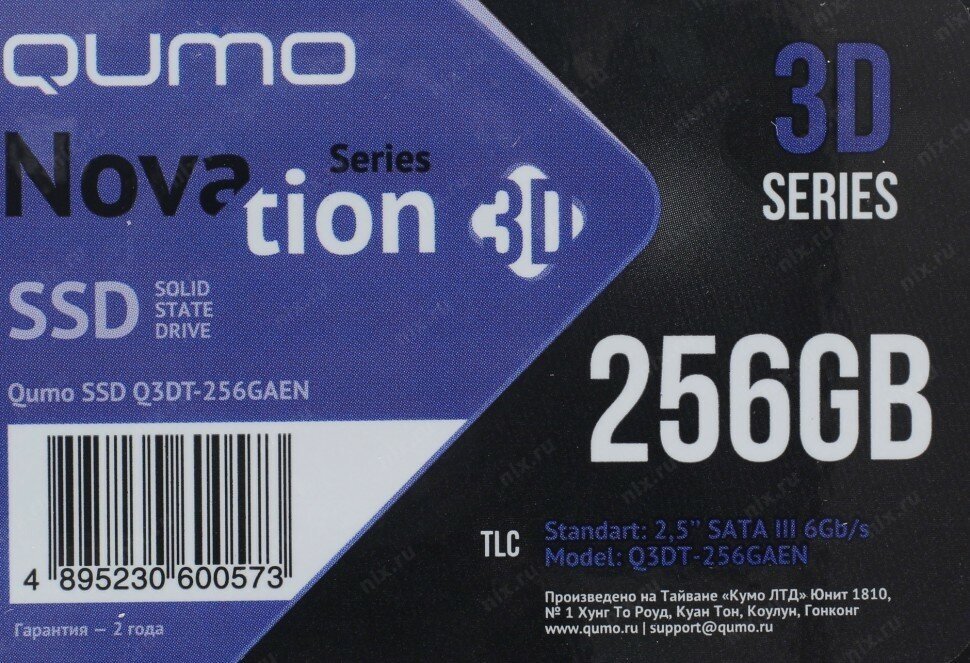 QUMO
Novation
Series
3D
SSD
SOLID
STATE
DRIVE
Qumo SSD Q3DT-256GAEN
4 895230 600573
Гарантия — 2 года
3D
SERIES
256GB
TLC
Standart: 2,5” SATA III 6Gb/s
Model: Q3DT-256GAEN
Произведено на Тайване «Кумо ЛТД» Юнит 1810,
№ 1 Хунг То Роуд, Куан Тон, Коулун, Гонконг
www.qumo.ru | support@qumo.ru
nix.ru